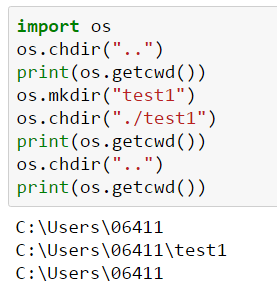 import os
os.chdir("..")
print(os.getcwd())
os.mkdir("test1")
os.chdir("./test1")
print(os.getcwd())
os.chdir("..")
print(os.getcwd())
C:\Users\06411
C:\Users\06411\test1
C:\Users\06411